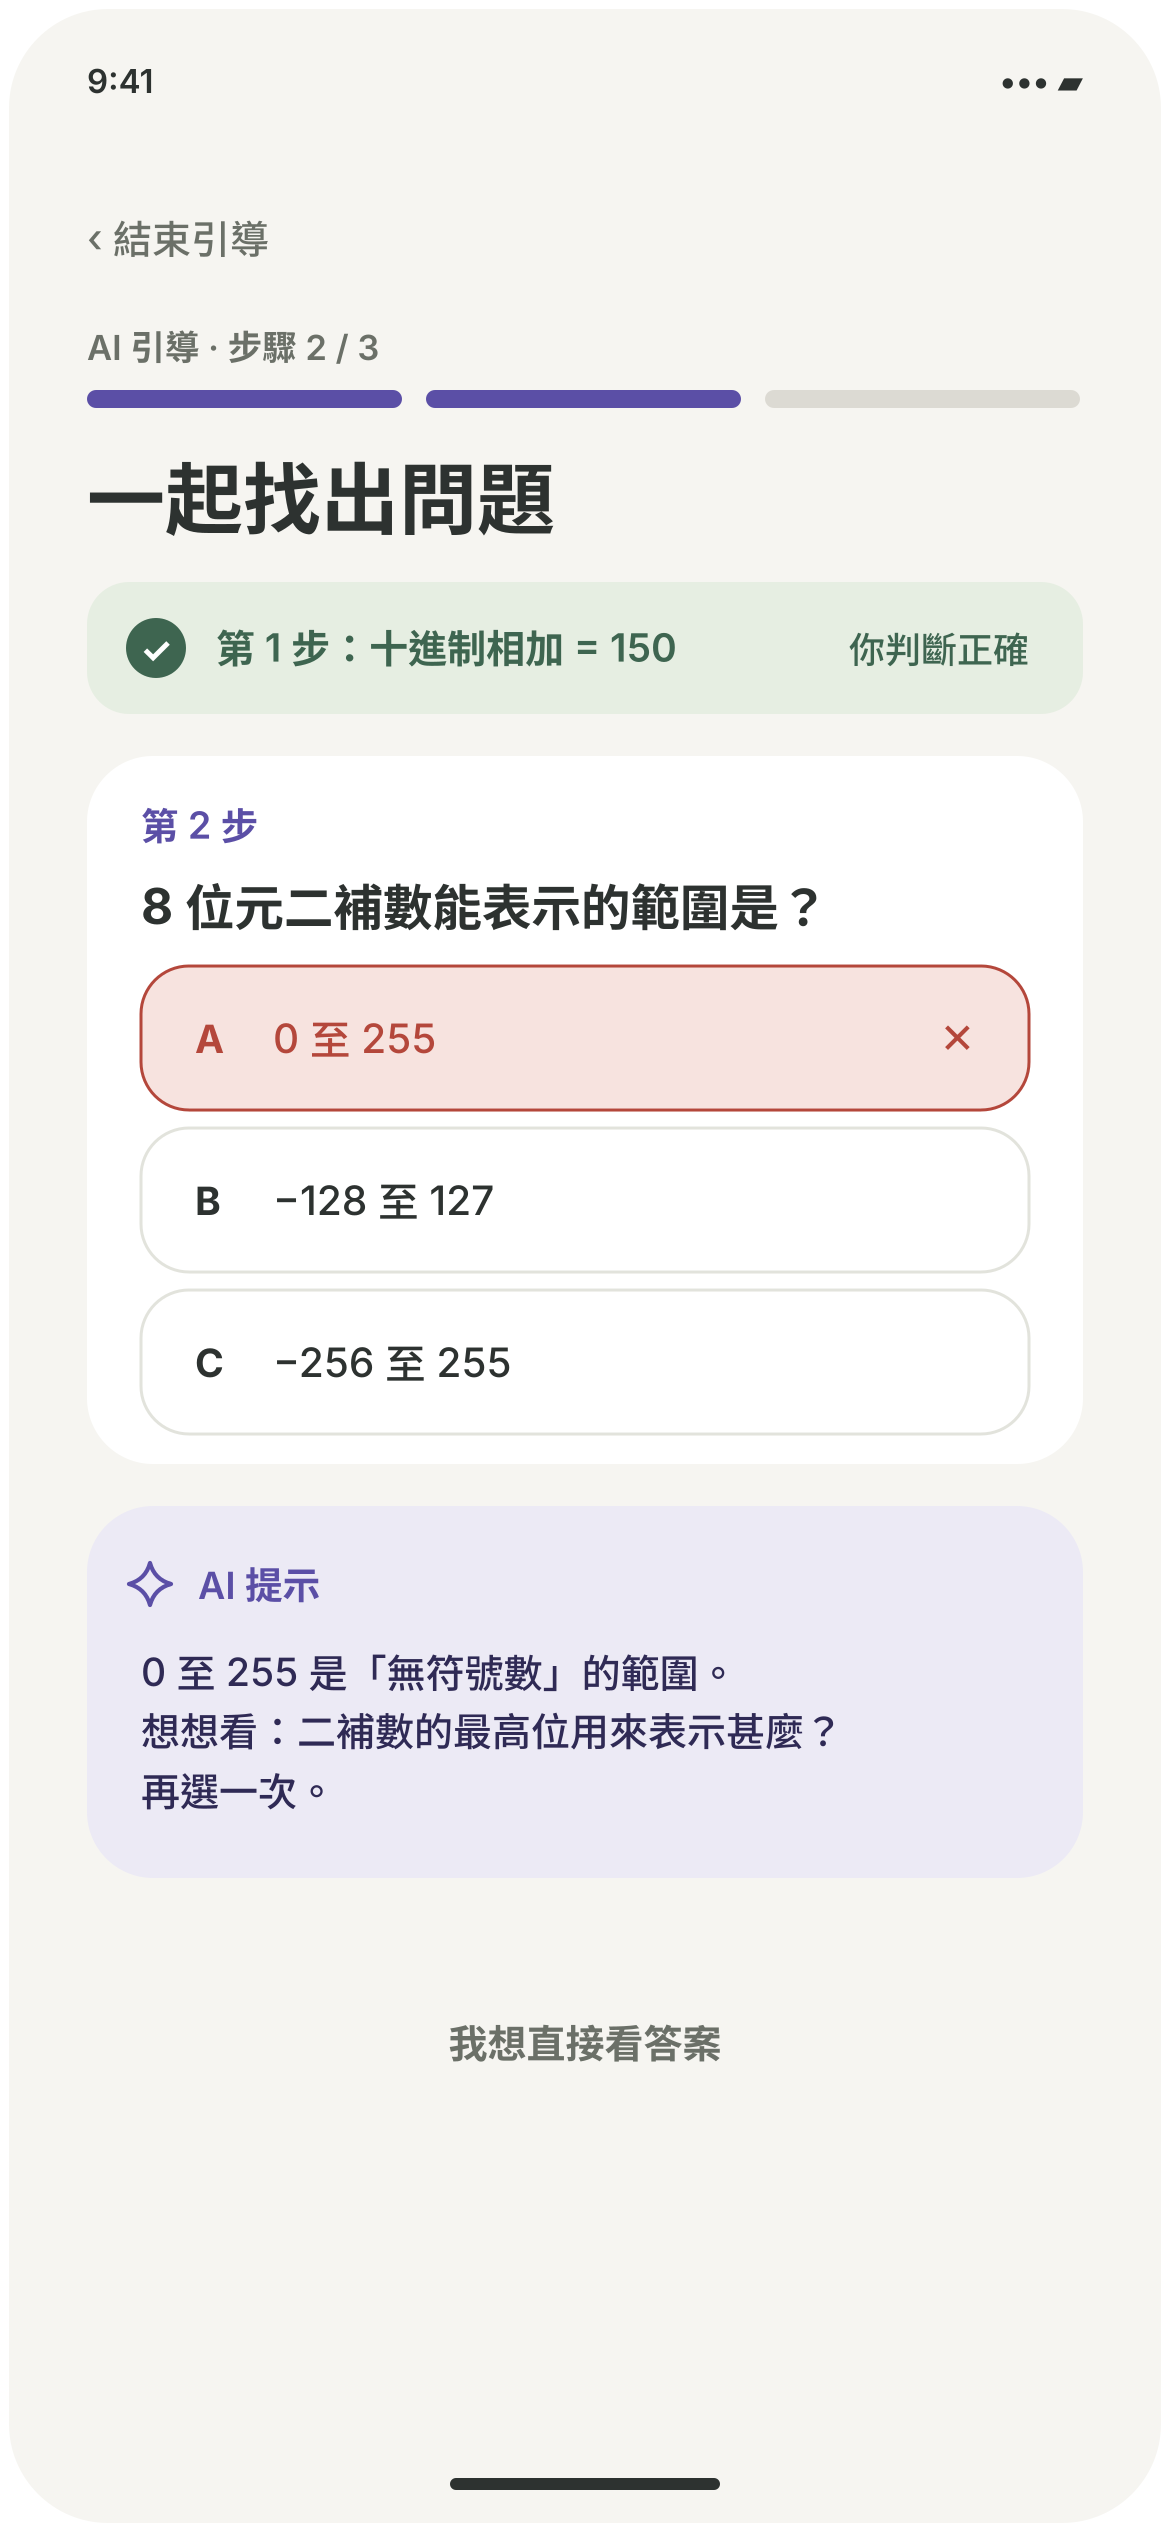 9:41
‹ 結束引導
AI 引導 · 步驟 2 / 3
一起找出問題
第 1 步：十進制相加 = 150
你判斷正確
第 2 步
8 位元二補數能表示的範圍是？
A 0 至 255 ✕
B −128 至 127
C −256 至 255
AI 提示
0 至 255 是「無符號數」的範圍。
想想看：二補數的最高位用來表示甚麼？
再選一次。
我想直接看答案